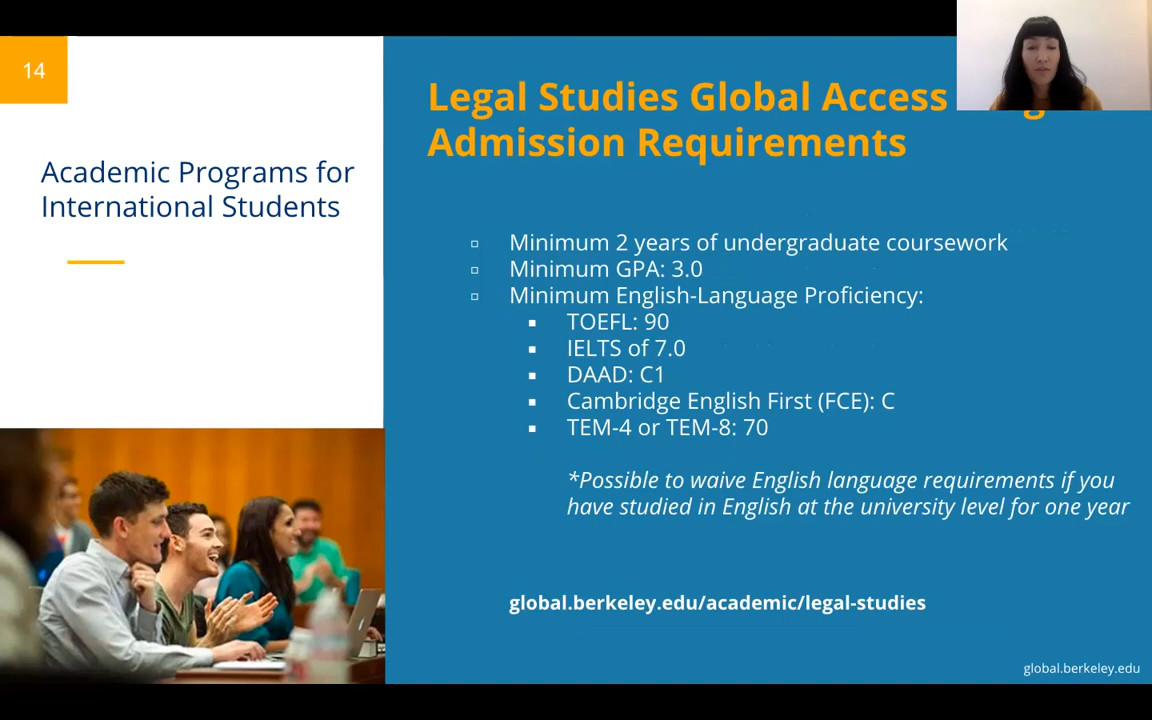 14
Academic Programs for
International Students
Legal Studies Global Access
Admission Requirements
Minimum 2 years of undergraduate coursework
Minimum GPA: 3.0
Minimum English-Language Proficiency:
TOEFL: 90
IELTS of 7.0
DAAD: C1
Cambridge English First (FCE): C
TEM-4 or TEM-8: 70
*Possible to waive English language requirements if you
have studied in English at the university level for one year
global.berkeley.edu/academic/legal-studies
global.berkeley.edu